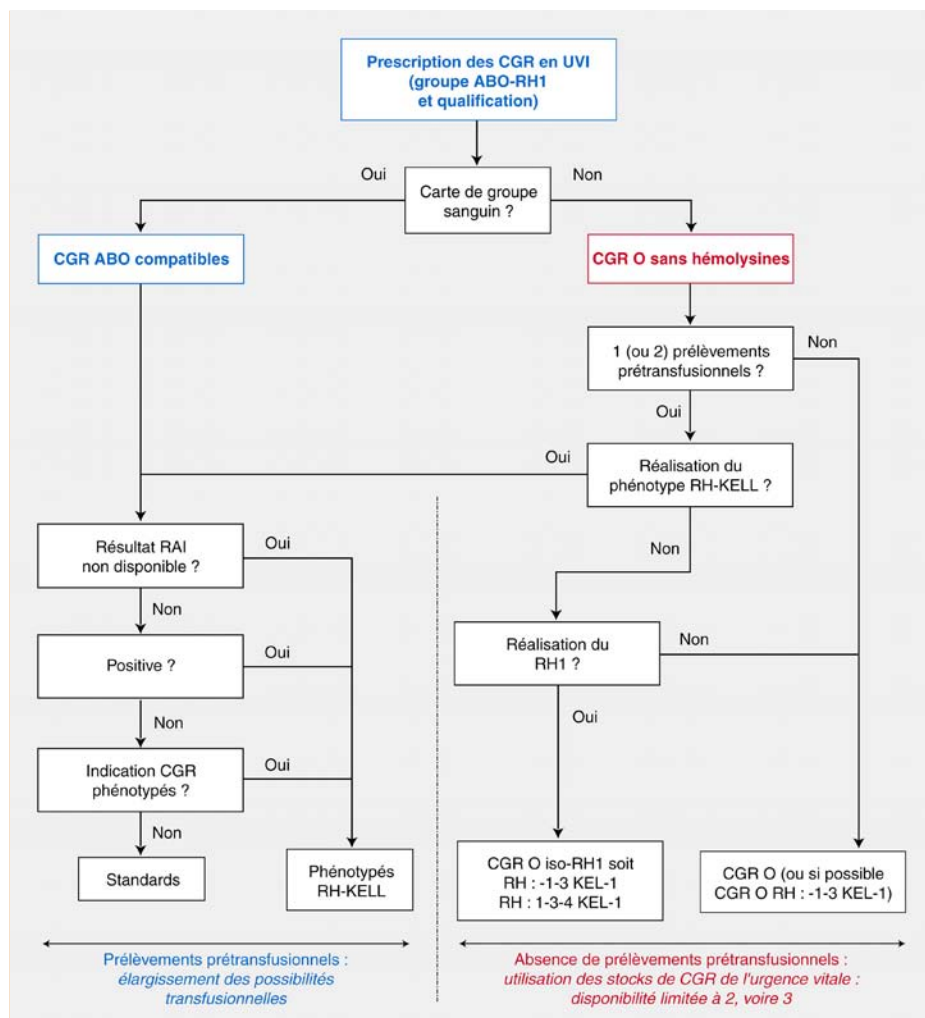 Prescription des CGR en UVI
(groupe ABO-RH1
et qualification)
Oui
Non
Carte de groupe
sanguin ?
CGR ABO compatibles
CGR O sans hémolysines
1 (ou 2) prélèvements
prétransfusionnels ?
Non
Oui
Oui
Réalisation du
phénotype RH-KELL ?
Résultat RAI
non disponible ?
Oui
Non
Non
Positive ?
Oui
Réalisation du
RH1 ?
Non
Non
Oui
Indication CGR
phénotypés ?
Oui
Non
Standards
Phénotypés
RH-KELL
CGR O iso-RH1 soit
RH : -1-3 KEL-1
RH : 1-3-4 KEL-1
CGR O (ou si possible
CGR O RH : -1-3 KEL-1)
Prélèvements prétransfusionnels :
élargissement des possibilités
transfusionnelles
Absence de prélèvements prétransfusionnels :
utilisation des stocks de CGR de l'urgence vitale :
disponibilité limitée à 2, voire 3